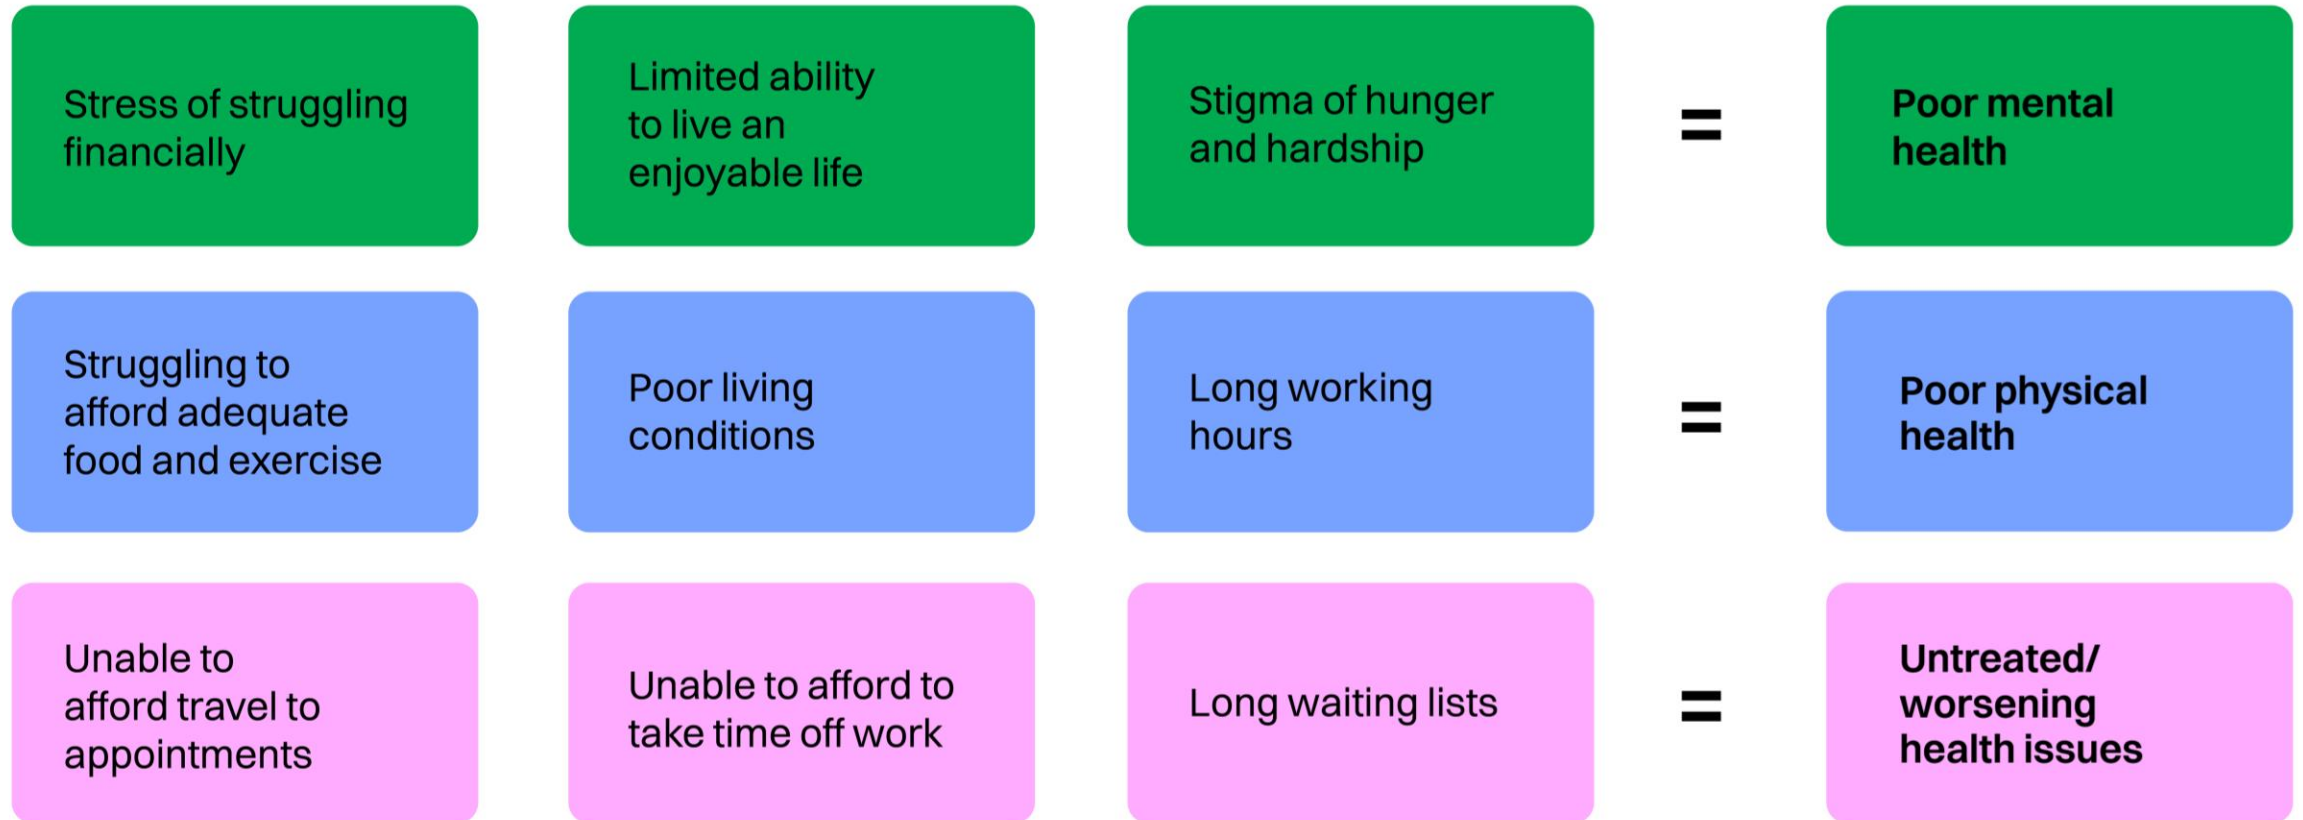 Stress of struggling
financially
Limited ability
to live an
enjoyable life
Stigma of hunger
and hardship
=
Poor mental
health
Struggling to
afford adequate
food and exercise
Poor living
conditions
Long working
hours
=
Poor physical
health
Unable to
afford travel to
appointments
Unable to afford to
take time off work
Long waiting lists
=
Untreated/
worsening
health issues